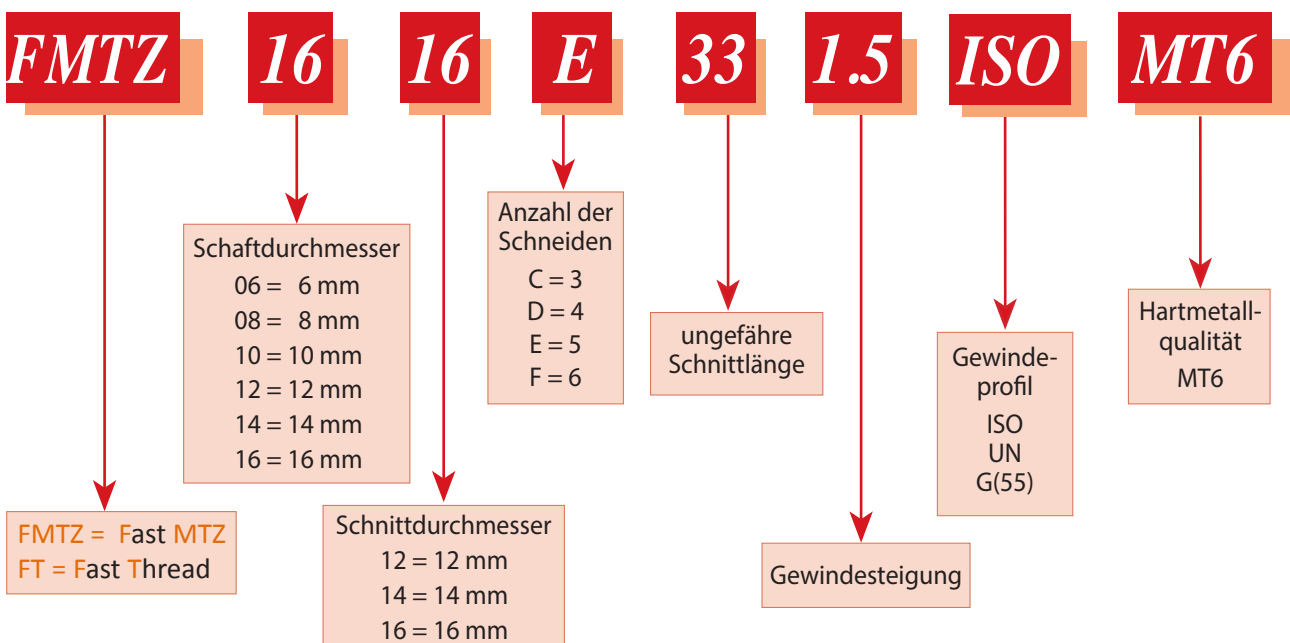 FMTZ 16 16 E 33 1.5 ISO MT6
Schaftdurchmesser
06 = 6 mm
08 = 8 mm
10 = 10 mm
12 = 12 mm
14 = 14 mm
16 = 16 mm
Anzahl der
Schneiden
C = 3
D = 4
E = 5
F = 6
ungefähre
Schnittlänge
Gewinde-
profil
ISO
UN
G(55)
Hartmetall-
qualität
MT6
FMTZ = Fast MTZ
FT = Fast Thread
Schnittdurchmesser
12 = 12 mm
14 = 14 mm
16 = 16 mm
Gewindesteigung